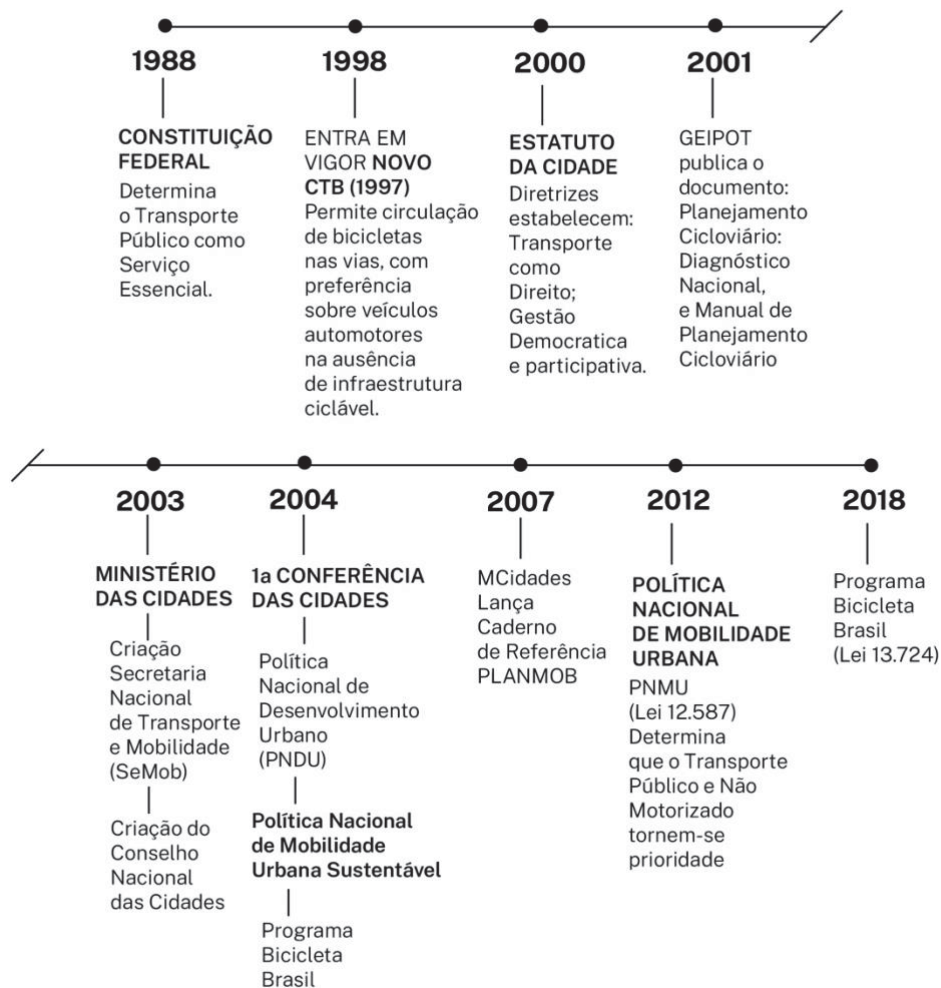 1988
CONSTITUIÇÃO
FEDERAL
Determina
o Transporte
Público como
Serviço
Essencial.
1998
ENTRA EM
VIGOR NOVO
CTB (1997)
Permite circulação
de bicicletas
nas vias, com
preferência
sobre veículos
automotores
na ausência
de infraestrutura
ciclável.
2000
ESTATUTO
DA CIDADE
Diretrizes
estabelecem:
Transporte
como
Direito;
Gestão
Democratica
e participativa.
2001
GEIPOT
publica o
documento:
Planejamento
Cicloviário:
Diagnóstico
Nacional,
e Manual de
Planejamento
Cicloviário
2003
MINISTÉRIO
DAS CIDADES
Criação
Secretaria
Nacional
de Transporte
e Mobilidade
(SeMob)
Criação do
Conselho
Nacional
das Cidades
2004
1a CONFERÊNCIA
DAS CIDADES
Política
Nacional de
Desenvolvimento
Urbano
(PNDU)
Política Nacional
de Mobilidade
Urbana Sustentável
Programa
Bicicleta
Brasil
2007
MCidades
Lança
Caderno
de Referência
PLANMOB
2012
POLÍTICA
NACIONAL
DE MOBILIDADE
URBANA
PNMU
(Lei 12.587)
Determina
que o Transporte
Público e Não
Motorizado
tornem-se
prioridade
2018
Programa
Bicicleta
Brasil
(Lei 13.724)